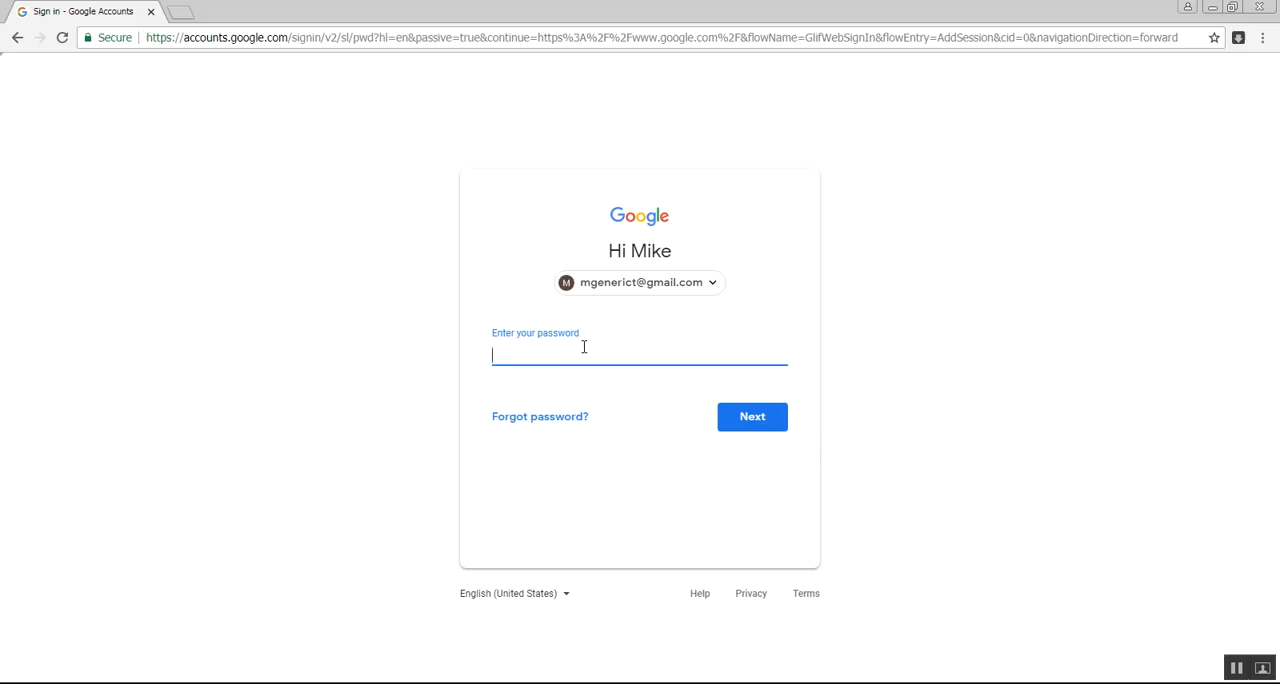 Sign in - Google Accounts
Secure https://accounts.google.com/signin/v2/sl/pwd?hl=en&passive=true&continue=https%3A%2F%2Fwww.google.com%2F&flowName=GlifWebSignIn&flowEntry=AddSession&cid=0&navigationDirection=forward
Google
Hi Mike
M mgenerict@gmail.com
Enter your password
Forgot password? Next
English (United States) Help Privacy Terms